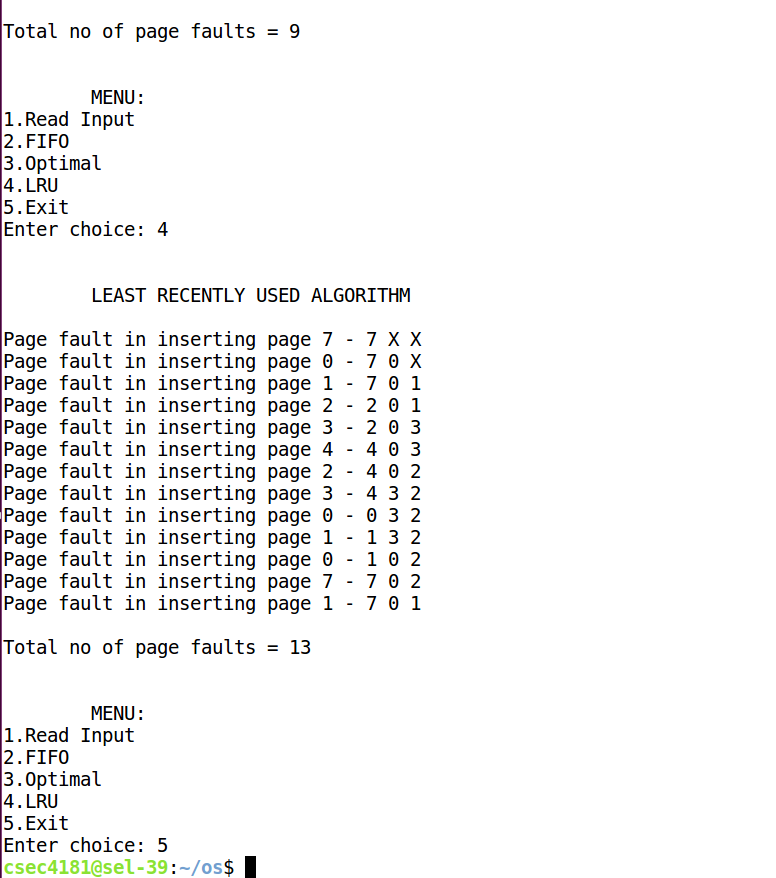 Total no of page faults = 9
MENU:
1.Read Input
2.FIFO
3.Optimal
4.LRU
5.Exit
Enter choice: 4
LEAST RECENTLY USED ALGORITHM
Page fault in inserting page 7 - 7 X X
Page fault in inserting page 0 - 7 0 X
Page fault in inserting page 1 - 7 0 1
Page fault in inserting page 2 - 2 0 1
Page fault in inserting page 3 - 2 0 3
Page fault in inserting page 4 - 4 0 3
Page fault in inserting page 2 - 4 0 2
Page fault in inserting page 3 - 4 3 2
Page fault in inserting page 0 - 0 3 2
Page fault in inserting page 1 - 1 3 2
Page fault in inserting page 0 - 1 0 2
Page fault in inserting page 7 - 7 0 2
Page fault in inserting page 1 - 7 0 1
Total no of page faults = 13
MENU:
1.Read Input
2.FIFO
3.Optimal
4.LRU
5.Exit
Enter choice: 5
csec4181@sel-39:~/os$